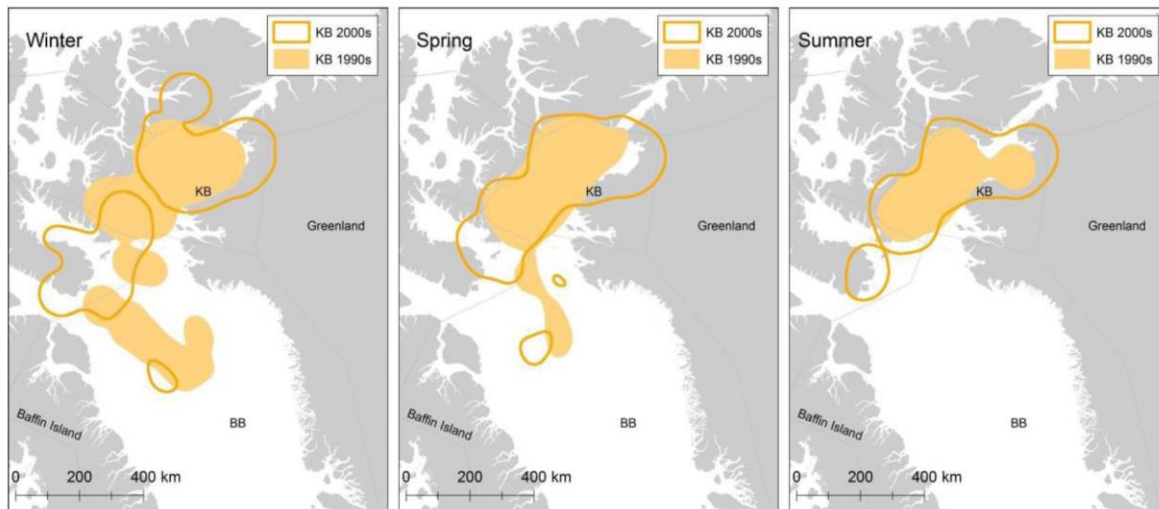 Winter
KB 2000s
KB 1990s
KB
Greenland
Baffin Island
BB
0 200 400 km
Spring
KB 2000s
KB 1990s
KB
Greenland
Baffin Island
BB
0 200 400 km
Summer
KB 2000s
KB 1990s
KB
Greenland
Baffin Island
BB
0 200 400 km